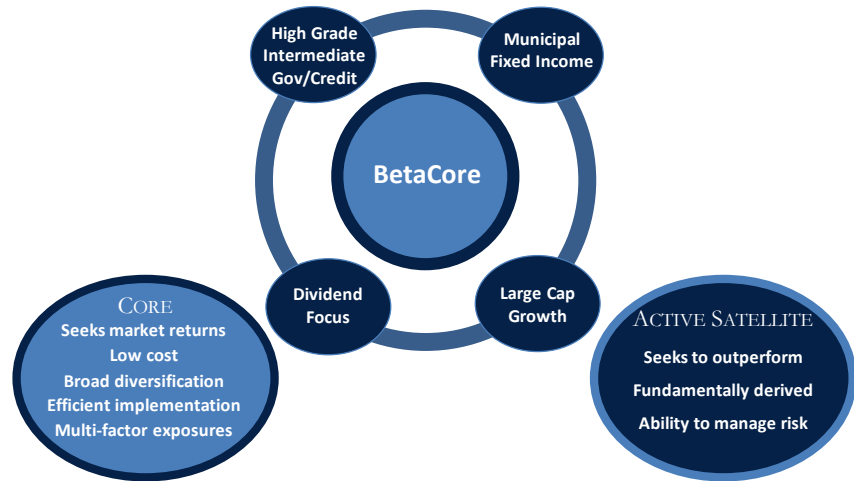 High Grade
Intermediate
Gov/Credit
Municipal
Fixed Income
BetaCore
Dividend
Focus
Large Cap
Growth
CORE
Seeks market returns
Low cost
Broad diversification
Efficient implementation
Multi-factor exposures
ACTIVE SATELLITE
Seeks to outperform
Fundamentally derived
Ability to manage risk